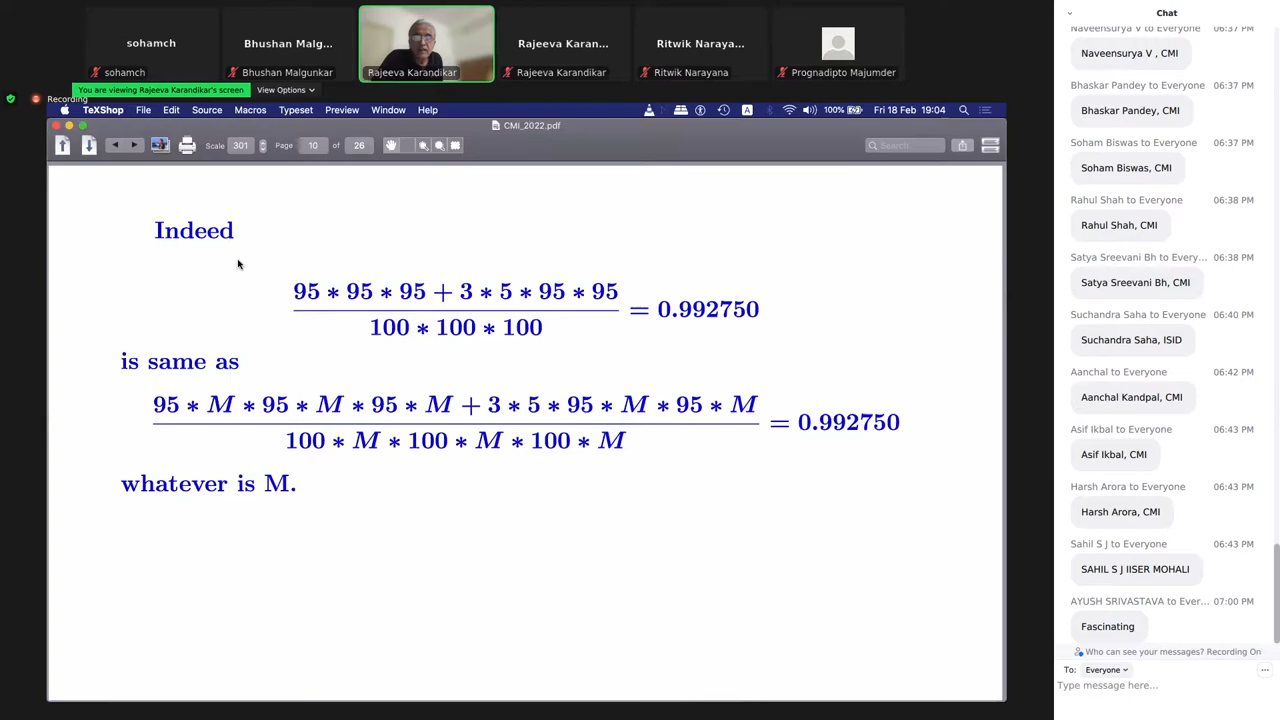 sohamch
Bhushan Malg...
Rajeeva Karan...
Ritwik Naraya...
sohamch
Bhushan Malgunkar
Rajeeva Karandikar
Rajeeva Karandikar
Ritwik Narayana
Prognadipto Majumder
You are viewing Rajeeva Karandikar's screen
View Options
Recording
TeXShop File Edit Source Macros Typeset Preview Window Help
A
100%
Fri 18 Feb 19:04
CMI_2022.pdf
Scale 301
Page 10 of 26
Search
Indeed
95 * 95 * 95 + 3 * 5 * 95 * 95
100 * 100 * 100
= 0.992750
is same as
95 * M * 95 * M * 95 * M + 3 * 5 * 95 * M * 95 * M
100 * M * 100 * M * 100 * M
= 0.992750
whatever is M.
Chat
Naveensurya V to Everyone 06:37 PM
Naveensurya V , CMI
Bhaskar Pandey to Everyone 06:37 PM
Bhaskar Pandey, CMI
Soham Biswas to Everyone 06:37 PM
Soham Biswas, CMI
Rahul Shah to Everyone 06:38 PM
Rahul Shah, CMI
Satya Sreevani Bh to Every... 06:38 PM
Satya Sreevani Bh, CMI
Suchandra Saha to Everyone 06:40 PM
Suchandra Saha, ISID
Aanchal to Everyone 06:42 PM
Aanchal Kandpal, CMI
Asif Ikbal to Everyone 06:43 PM
Asif Ikbal, CMI
Harsh Arora to Everyone 06:43 PM
Harsh Arora, CMI
Sahil S J to Everyone 06:43 PM
SAHIL S J IISER MOHALI
AYUSH SRIVASTAVA to Ever... 07:00 PM
Fascinating
Who can see your messages? Recording On
To: Everyone
Type message here...